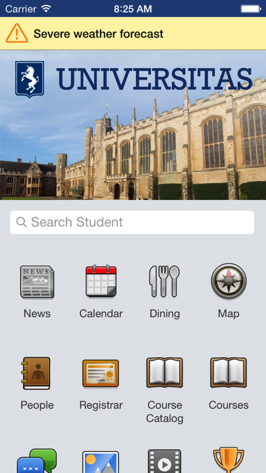 Carrier 8:25 AM
Severe weather forecast
UNIVERSITAS
Search Student
NEWS
News Calendar Dining Map
People Registrar Course Catalog Courses